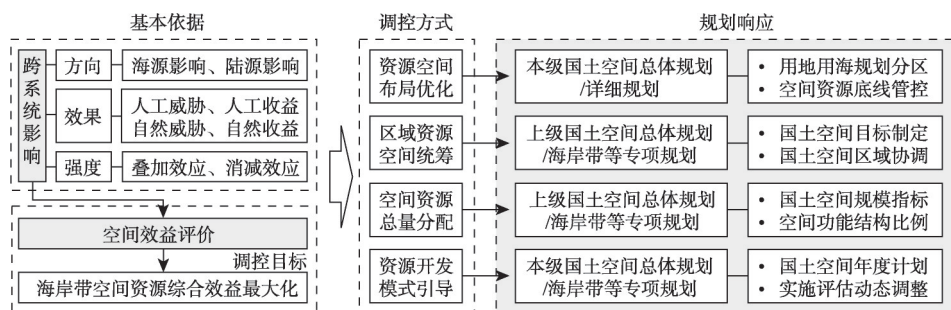 基本依据
跨系统影响
方向
海源影响、陆源影响
效果
人工威胁、人工收益
自然威胁、自然收益
强度
叠加效应、消减效应
空间效益评价
调控目标
海岸带空间资源综合效益最大化
调控方式
规划响应
资源空间
布局优化
本级国土空间总体规划
/详细规划
• 用地用海规划分区
• 空间资源底线管控
区域资源
空间统筹
上级国土空间总体规划
/海岸带等专项规划
• 国土空间目标制定
• 国土空间区域协调
空间资源
总量分配
上级国土空间总体规划
/海岸带等专项规划
• 国土空间规模指标
• 空间功能结构比例
资源开发
模式引导
本级国土空间总体规划
/海岸带等专项规划
• 国土空间年度计划
• 实施评估动态调整